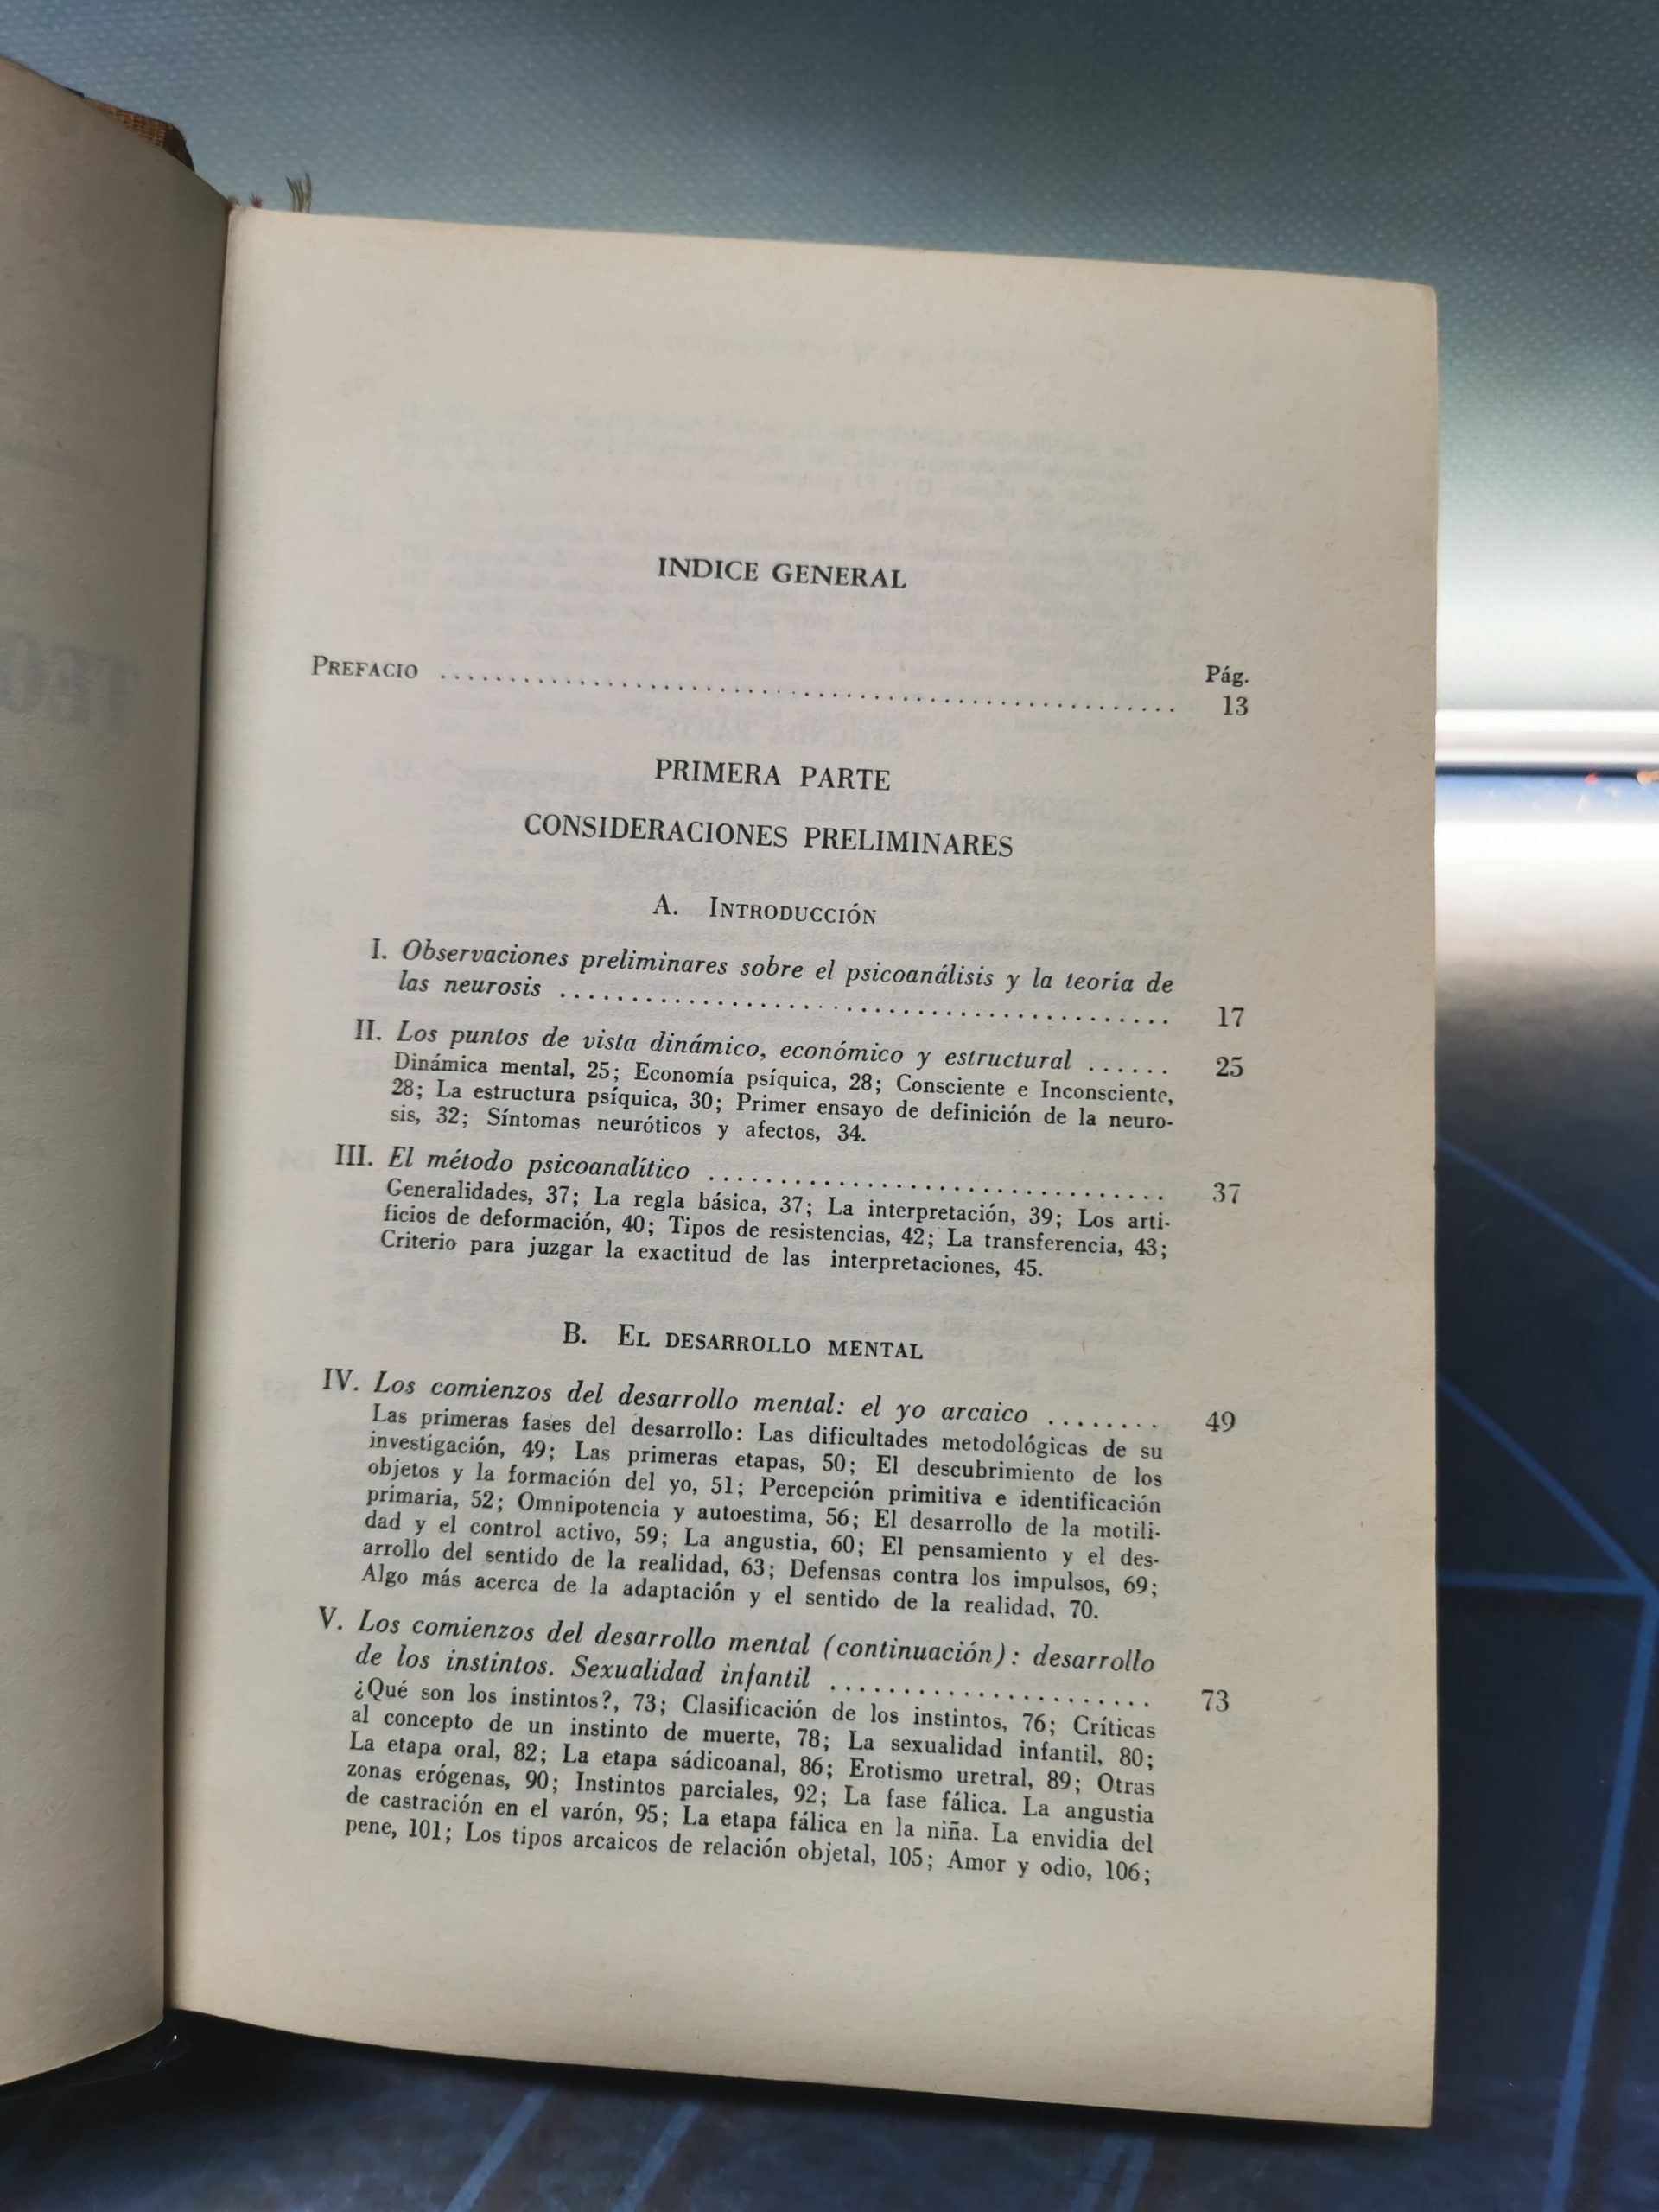 INDICE GENERAL
Pág.
PREFACIO ........................................................ 13
PRIMERA PARTE
CONSIDERACIONES PRELIMINARES
A. INTRODUCCIÓN
I. Observaciones preliminares sobre el psicoanálisis y la teoría de
las neurosis ............................................. 17
II. Los puntos de vista dinámico, económico y estructural ...... 25
Dinámica mental, 25; Economía psíquica, 28; Consciente e Inconsciente,
28; La estructura psíquica, 30; Primer ensayo de definición de la neuro-
sis, 32; Síntomas neuróticos y afectos, 34.
III. El método psicoanalítico ................................. 37
Generalidades, 37; La regla básica, 37; La interpretación, 39; Los arti-
ficios de deformación, 40; Tipos de resistencias, 42; La transferencia, 43;
Criterio para juzgar la exactitud de las interpretaciones, 45.
B. EL DESARROLLO MENTAL
IV. Los comienzos del desarrollo mental: el yo arcaico ........ 49
Las primeras fases del desarrollo: Las dificultades metodológicas de su
investigación, 49; Las primeras etapas, 50; El descubrimiento de los
objetos y la formación del yo, 51; Percepción primitiva e identificación
primaria, 52; Omnipotencia y autoestima, 56; El desarrollo de la motili-
dad y el control activo, 59; La angustia, 60; El pensamiento y el des-
arrollo del sentido de la realidad, 63; Defensas contra los impulsos, 69;
Algo más acerca de la adaptación y el sentido de la realidad, 70.
V. Los comienzos del desarrollo mental (continuación): desarrollo
de los instintos. Sexualidad infantil ....................... 73
¿Qué son los instintos?, 73; Clasificación de los instintos, 76; Críticas
al concepto de un instinto de muerte, 78; La sexualidad infantil, 80;
La etapa oral, 82; La etapa sádicoanal, 86; Erotismo uretral, 89; Otras
zonas erógenas, 90; Instintos parciales, 92; La fase fálica. La angustia
de castración en el varón, 95; La etapa fálica en la niña. La envidia del
pene, 101; Los tipos arcaicos de relación objetal, 105; Amor y odio, 106;